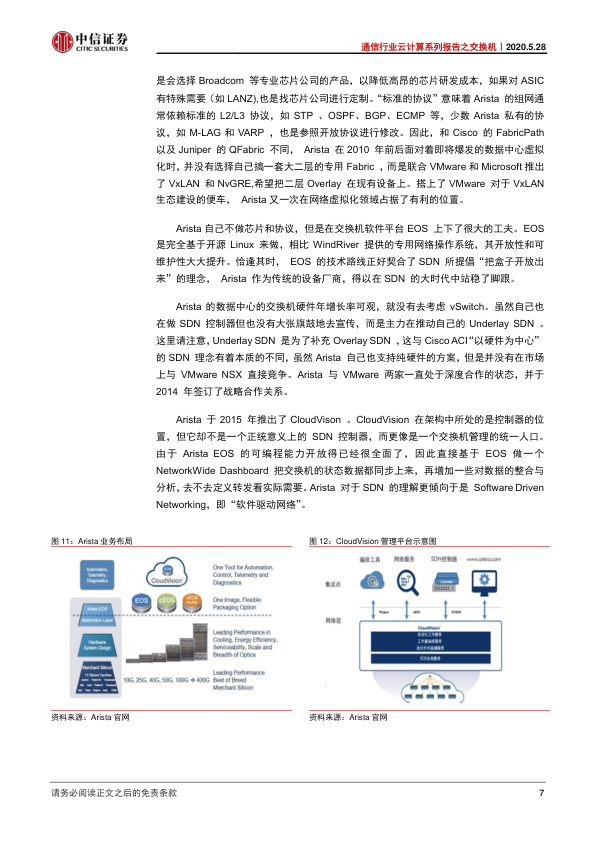 中信证券
CITIC SECURITIES
通信行业云计算系列报告之交换机｜2020.5.28
是会选择 Broadcom 等专业芯片公司的产品，以降低高昂的芯片研发成本，如果对 ASIC
有特殊需要（如 LANZ),也是找芯片公司进行定制。“标准的协议”意味着 Arista 的组网通
常依赖标准的 L2/L3 协议，如 STP 、OSPF、BGP、ECMP 等，少数 Arista 私有的协
议，如 M-LAG 和 VARP ，也是参照开放协议进行修改。因此，和 Cisco 的 FabricPath
以及 Juniper 的 QFabric 不同， Arista 在 2010 年前后面对着即将爆发的数据中心虚拟
化时，并没有选择自己搞一套大二层的专用 Fabric ，而是联合 VMware 和 Microsoft 推出
了 VxLAN 和 NvGRE,希望把二层 Overlay 在现有设备上。搭上了 VMware 对于 VxLAN
生态建设的便车， Arista 又一次在网络虚拟化领域占据了有利的位置。
Arista 自己不做芯片和协议，但是在交换机软件平台 EOS 上下了很大的工夫。EOS
是完全基于开源 Linux 来做，相比 WindRiver 提供的专用网络操作系统，其开放性和可
维护性大大提升。恰逢其时， EOS 的技术路线正好契合了 SDN 所提倡“把盒子开放出
来”的理念， Arista 作为传统的设备厂商，得以在 SDN 的大时代中站稳了脚跟。
Arista 的数据中心的交换机硬件年增长率可观，就没有去考虑 vSwitch。虽然自己也
在做 SDN 控制器但也没有大张旗鼓地去宣传，而是主力在推动自己的 Underlay SDN 。
这里请注意，Underlay SDN 是为了补充 Overlay SDN ，这与 Cisco ACI“以硬件为中心”
的 SDN 理念有着本质的不同，虽然 Arista 自己也支持纯硬件的方案，但是并没有在市场
上与 VMware NSX 直接竞争。Arista 与 VMware 两家一直处于深度合作的状态，并于
2014 年签订了战略合作关系。
Arista 于 2015 年推出了 CloudVison 。CloudVision 在架构中所处的是控制器的位
置，但它却不是一个正统意义上的 SDN 控制器，而更像是一个交换机管理的统一入口。
由于 Arista EOS 的可编程能力开放得已经很全面了，因此直接基于 EOS 做一个
NetworkWide Dashboard 把交换机的状态数据都同步上来，再增加一些对数据的整合与
分析，去不去定义转发看实际需要。Arista 对于 SDN 的理解更倾向于是 Software Driven
Networking，即“软件驱动网络”。
图 11：Arista 业务布局
Automation,
Telemetry,
Diagnostics
CloudVision
One Tool for Automation,
Control, Telemetry and
Diagnostics
Arista EOS
Abstraction Layer
EOS
cEOS
One Image, Flexible
Packaging Option
Hardware
System Design
Leading Performance in
Cooling, Energy Efficiency,
Serviceability, Scale and
Breadth of Optics
Merchant Silicon
10G, 25G, 40G, 50G, 100G → 400G
Leading Performance
Best of Breed
Merchant Silicon
资料来源：Arista 官网
图 12：CloudVision 管理平台示意图
编排工具
网络服务
SDN控制器
www.arista.com
集成点
网络层
CloudVision
资料来源：Arista 官网
请务必阅读正文之后的免责条款
7